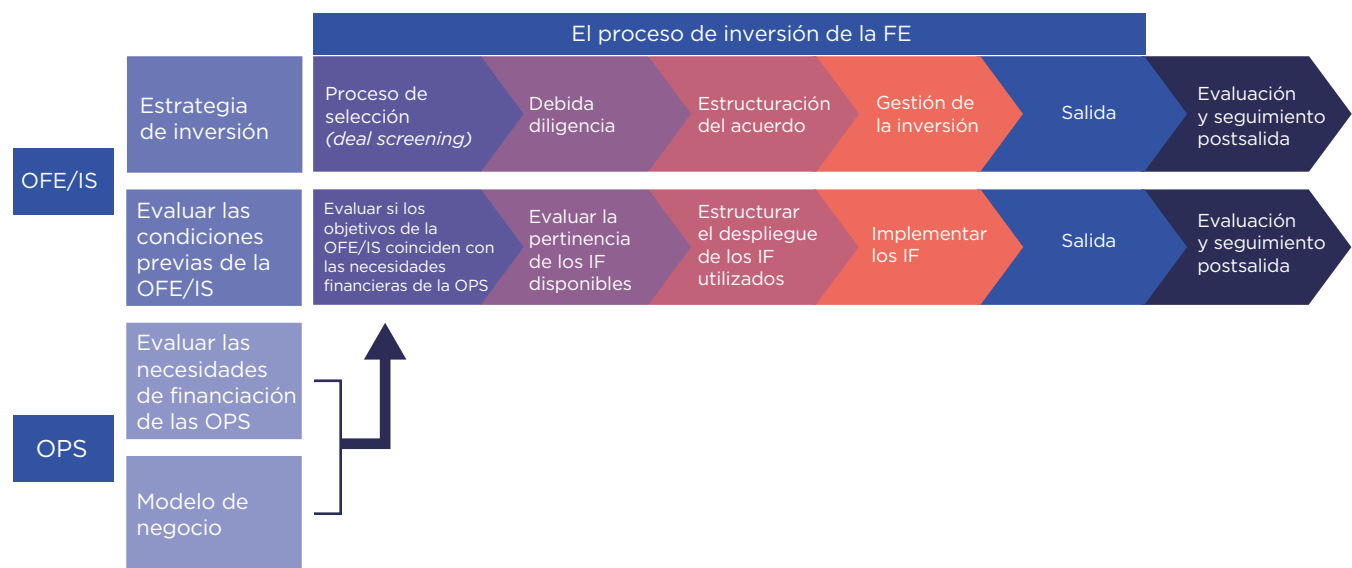 El proceso de inversión de la FE
OFE/IS
Estrategia
de inversión
Proceso de
selección
(deal screening)
Debida
diligencia
Estructuración
del acuerdo
Gestión de
la inversión
Salida
Evaluación
y seguimiento
postsalida
Evaluar las
condiciones
previas de la
OFE/IS
Evaluar si los
objetivos de la
OFE/IS coinciden con
las necesidades
financieras de la OPS
Evaluar la
pertinencia
de los IF
disponibles
Estructurar
el despliegue
de los IF
utilizados
Implementar
los IF
Salida
Evaluación
y seguimiento
postsalida
OPS
Evaluar las
necesidades
de financiación
de las OPS
Modelo de
negocio